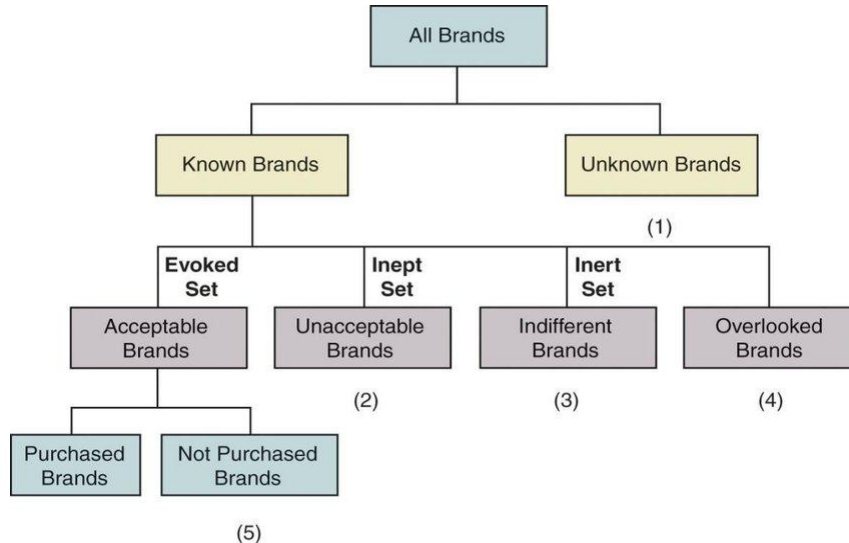 All Brands
Known Brands
Unknown Brands
(1)
Evoked
Set
Inept
Set
Inert
Set
Acceptable
Brands
Unacceptable
Brands
Indifferent
Brands
Overlooked
Brands
(2)
(3)
(4)
Purchased
Brands
Not Purchased
Brands
(5)